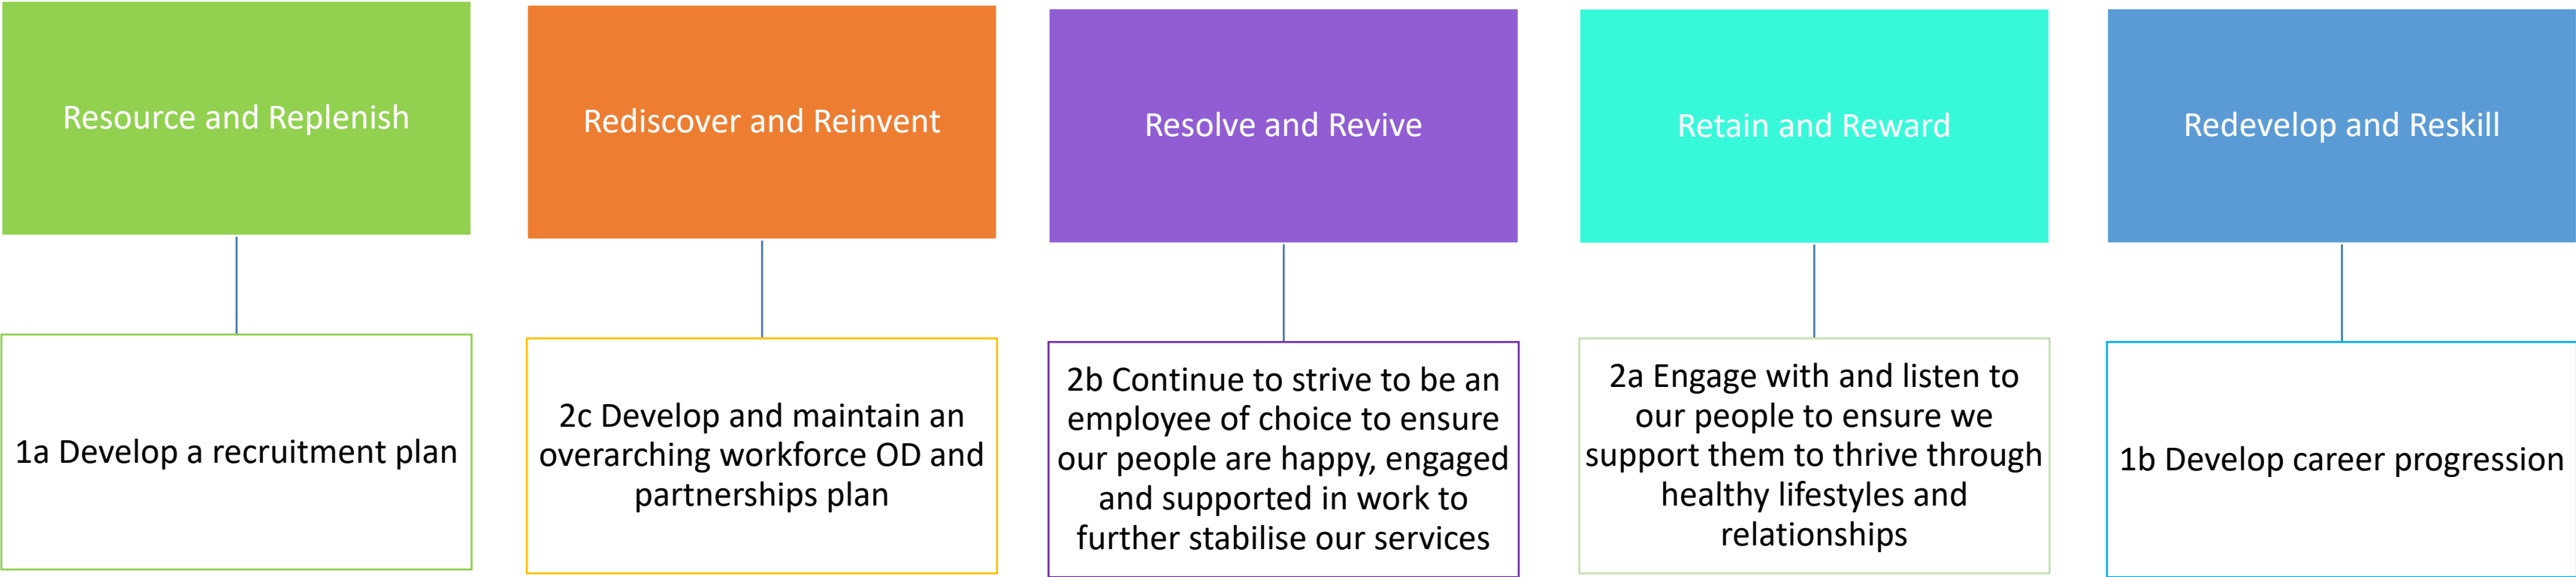 Resource and Replenish
Rediscover and Reinvent
Resolve and Revive
Retain and Reward
Redevelop and Reskill
1a Develop a recruitment plan
2c Develop and maintain an
overarching workforce OD and
partnerships plan
2b Continue to strive to be an
employee of choice to ensure
our people are happy, engaged
and supported in work to
further stabilise our services
2a Engage with and listen to
our people to ensure we
support them to thrive through
healthy lifestyles and
relationships
1b Develop career progression